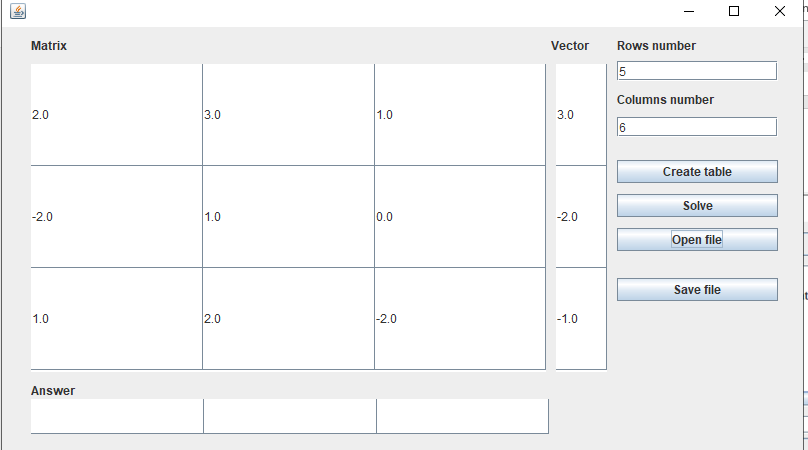 Matrix Vector Rows number
5
Columns number
6
2.0 3.0 1.0 3.0
Create table
Solve
-2.0 1.0 0.0 -2.0
Open file
Save file
1.0 2.0 -2.0 -1.0
Answer